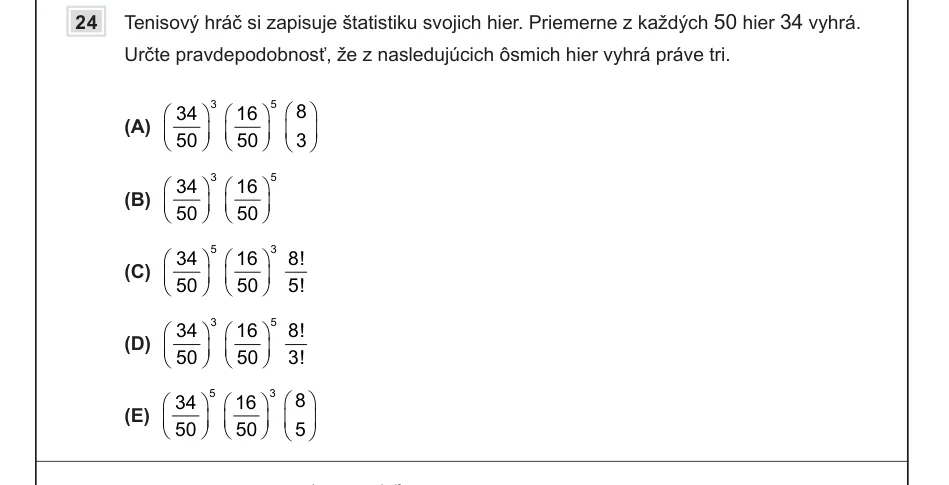 24 Tenisový hráč si zapisuje štatistiku svojich hier. Priemerne z každých 50 hier 34 vyhrá.
Určte pravdepodobnosť, že z nasledujúcich ôsmich hier vyhrá práve tri.
(A) (34/50)^3 (16/50)^5 (8 3)
(B) (34/50)^3 (16/50)^5
(C) (34/50)^5 (16/50)^3 8!/5!
(D) (34/50)^3 (16/50)^5 8!/3!
(E) (34/50)^5 (16/50)^3 (8 5)